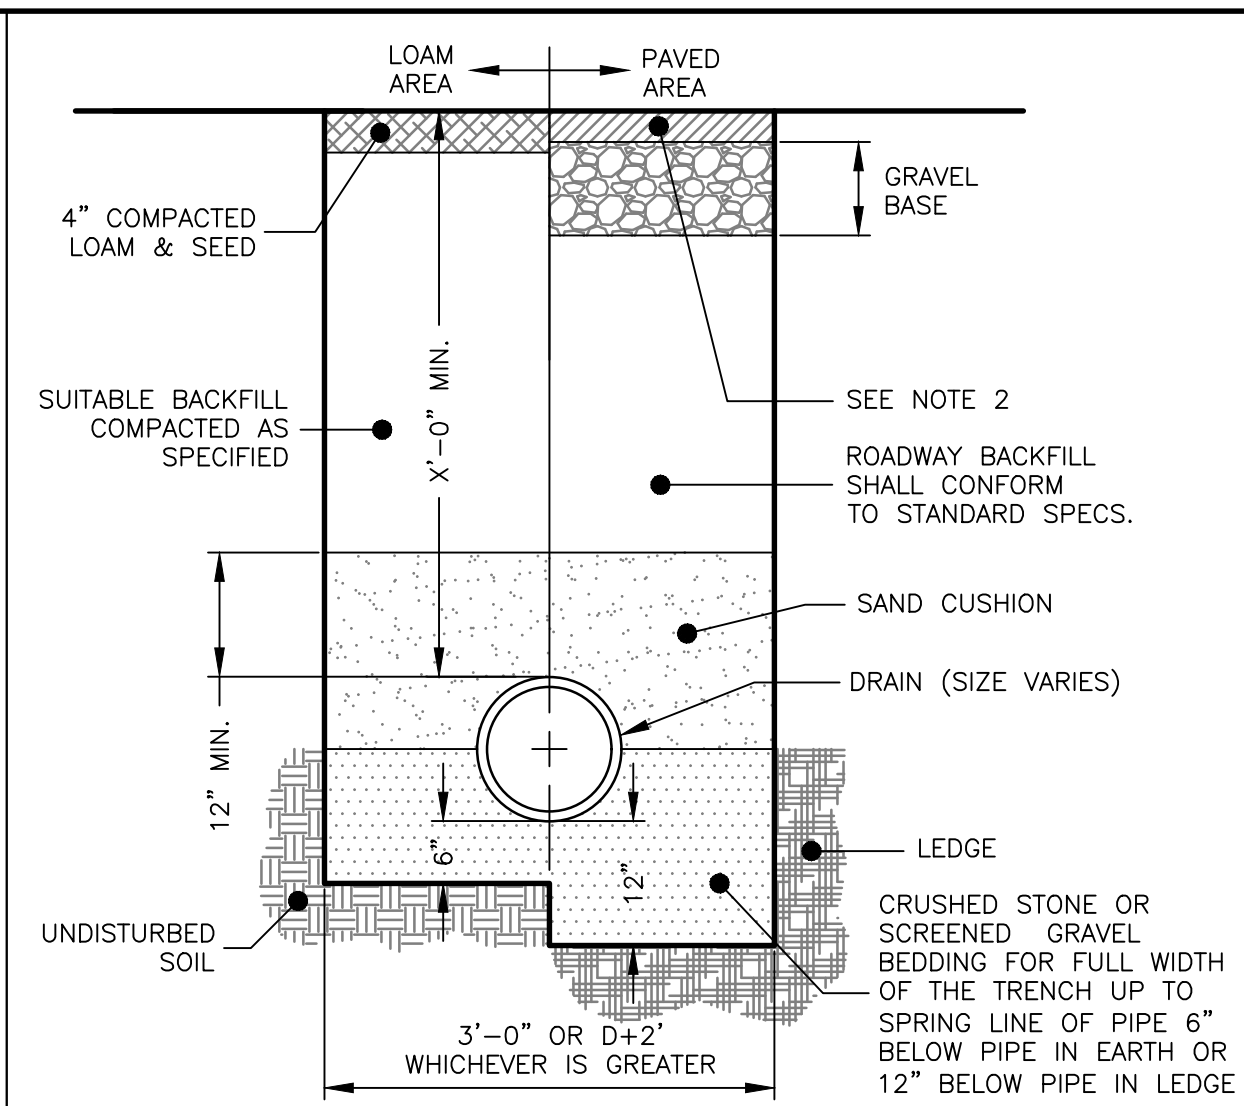 LOAM
AREA
PAVED
AREA
GRAVEL
BASE
4” COMPACTED
LOAM & SEED
X’-0” MIN.
SUITABLE BACKFILL
COMPACTED AS
SPECIFIED
SEE NOTE 2
ROADWAY BACKFILL
SHALL CONFORM
TO STANDARD SPECS.
SAND CUSHION
DRAIN (SIZE VARIES)
12” MIN.
6”
12”
LEDGE
UNDISTURBED
SOIL
CRUSHED STONE OR
SCREENED GRAVEL
BEDDING FOR FULL WIDTH
OF THE TRENCH UP TO
SPRING LINE OF PIPE 6”
BELOW PIPE IN EARTH OR
12” BELOW PIPE IN LEDGE
3’-0” OR D+2’
WHICHEVER IS GREATER